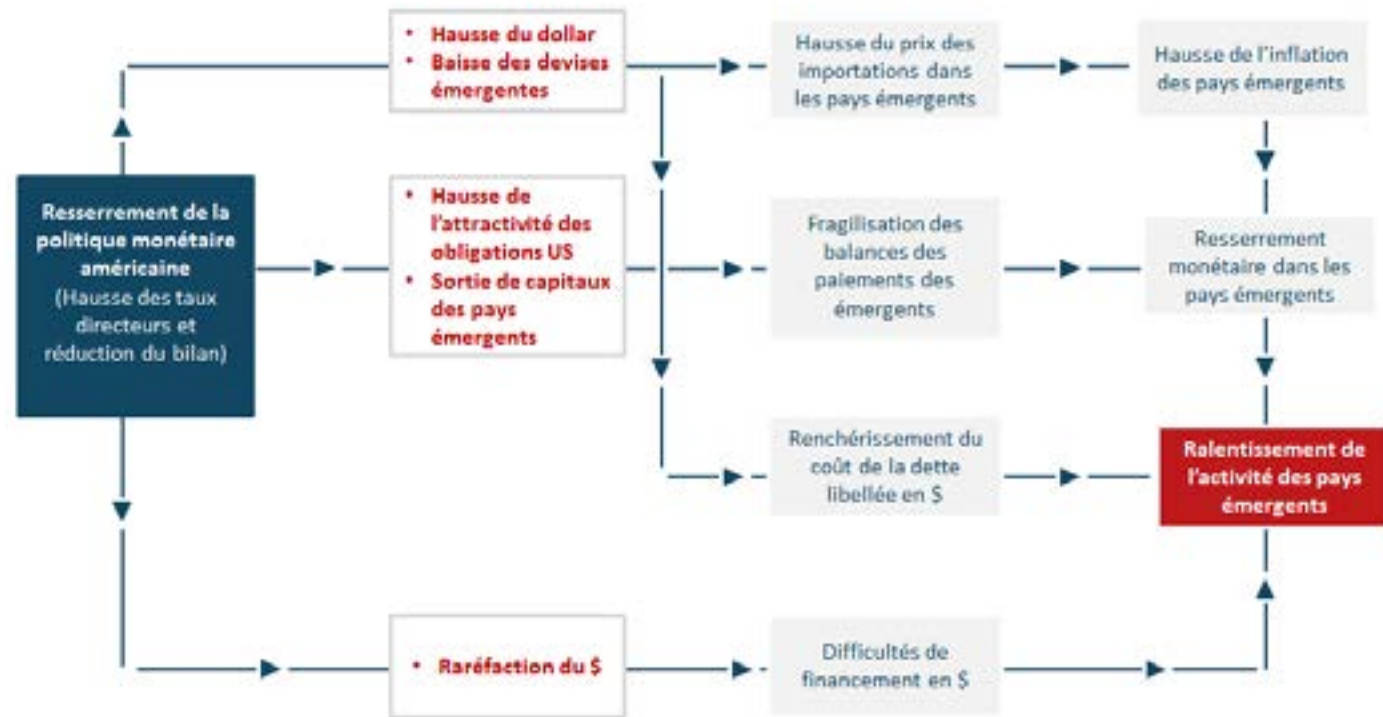 • Hausse du dollar
• Baisse des devises
émergentes
Hausse du prix des
importations dans
les pays émergents
Hausse de l'inflation
des pays émergents
Resserrement de la
politique monétaire
américaine
(Hausse des taux
directeurs et
réduction du bilan)
• Hausse de
l'attractivité des
obligations US
• Sortie de capitaux
des pays
émergents
Fragilisation des
balances des
paiements des
émergents
Resserrement
monétaire dans les
pays émergents
Renchérissement du
coût de la dette
libellée en $
Ralentissement de
l'activité des pays
émergents
• Raréfaction du $
Difficultés de
financement en $